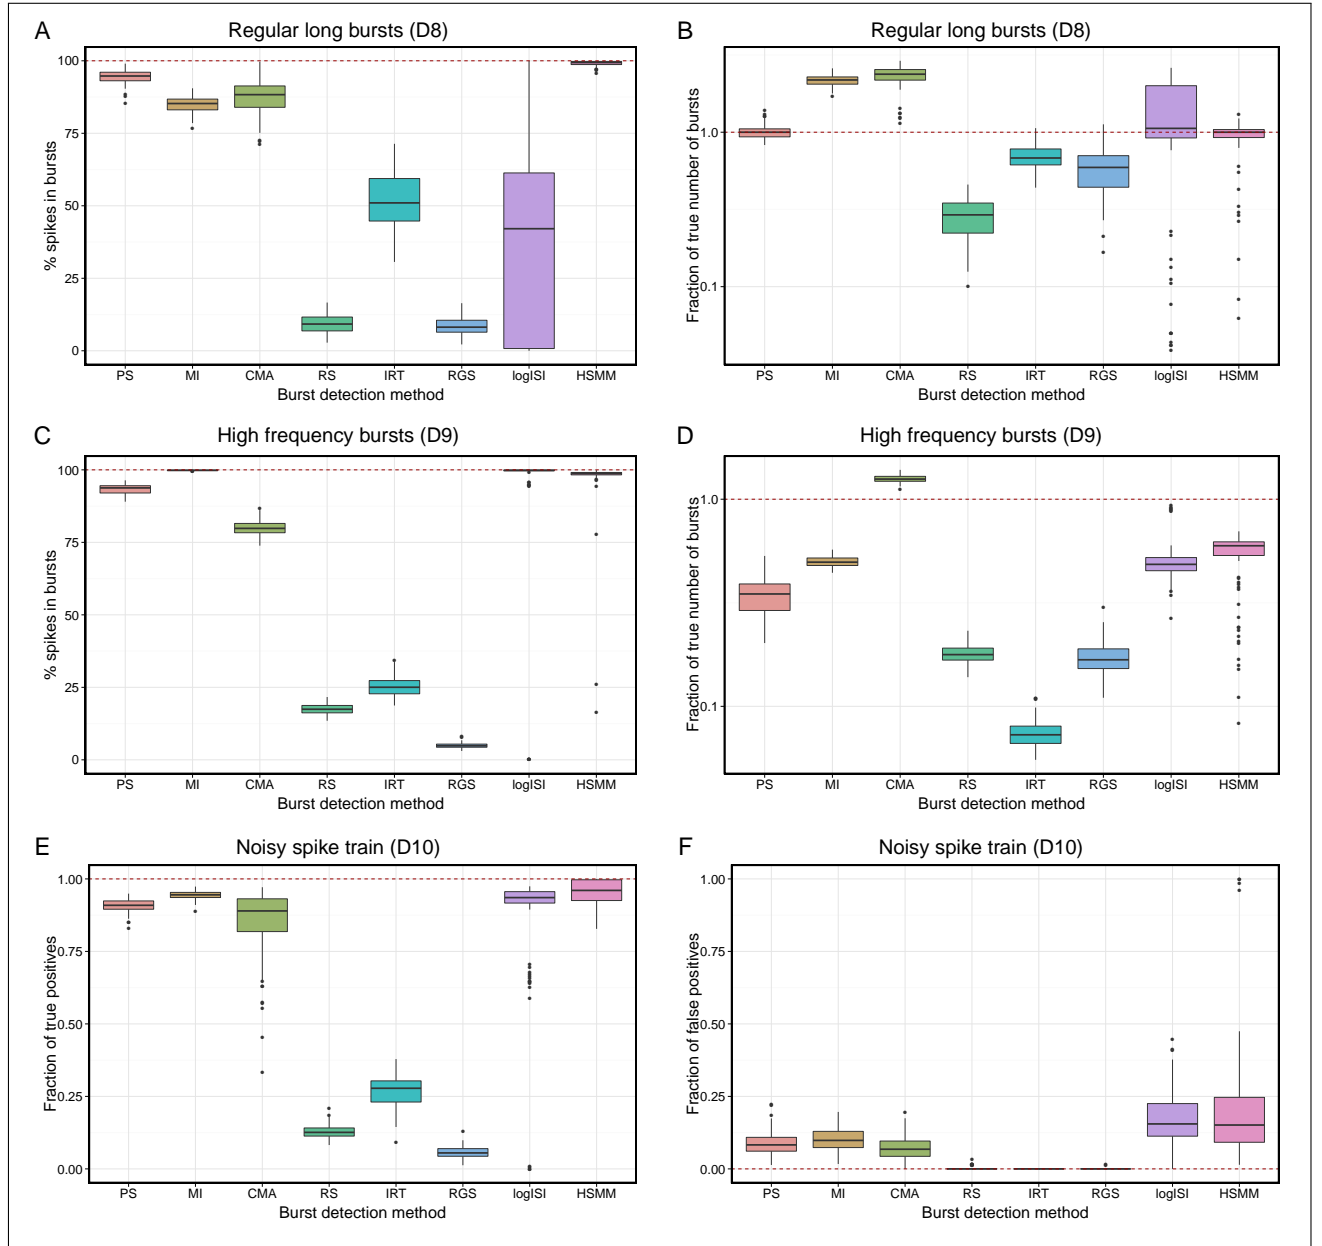 A
Regular long bursts (D8)
% spikes in bursts
100
75
50
25
0
PS MI CMA RS IRT RGS logISI HSMM
Burst detection method
B
Regular long bursts (D8)
Fraction of true number of bursts
1.0
0.1
PS MI CMA RS IRT RGS logISI HSMM
Burst detection method
C
High frequency bursts (D9)
% spikes in bursts
100
75
50
25
0
PS MI CMA RS IRT RGS logISI HSMM
Burst detection method
D
High frequency bursts (D9)
Fraction of true number of bursts
1.0
0.1
PS MI CMA RS IRT RGS logISI HSMM
Burst detection method
E
Noisy spike train (D10)
Fraction of true positives
1.00
0.75
0.50
0.25
0.00
PS MI CMA RS IRT RGS logISI HSMM
Burst detection method
F
Noisy spike train (D10)
Fraction of false positives
1.00
0.75
0.50
0.25
0.00
PS MI CMA RS IRT RGS logISI HSMM
Burst detection method